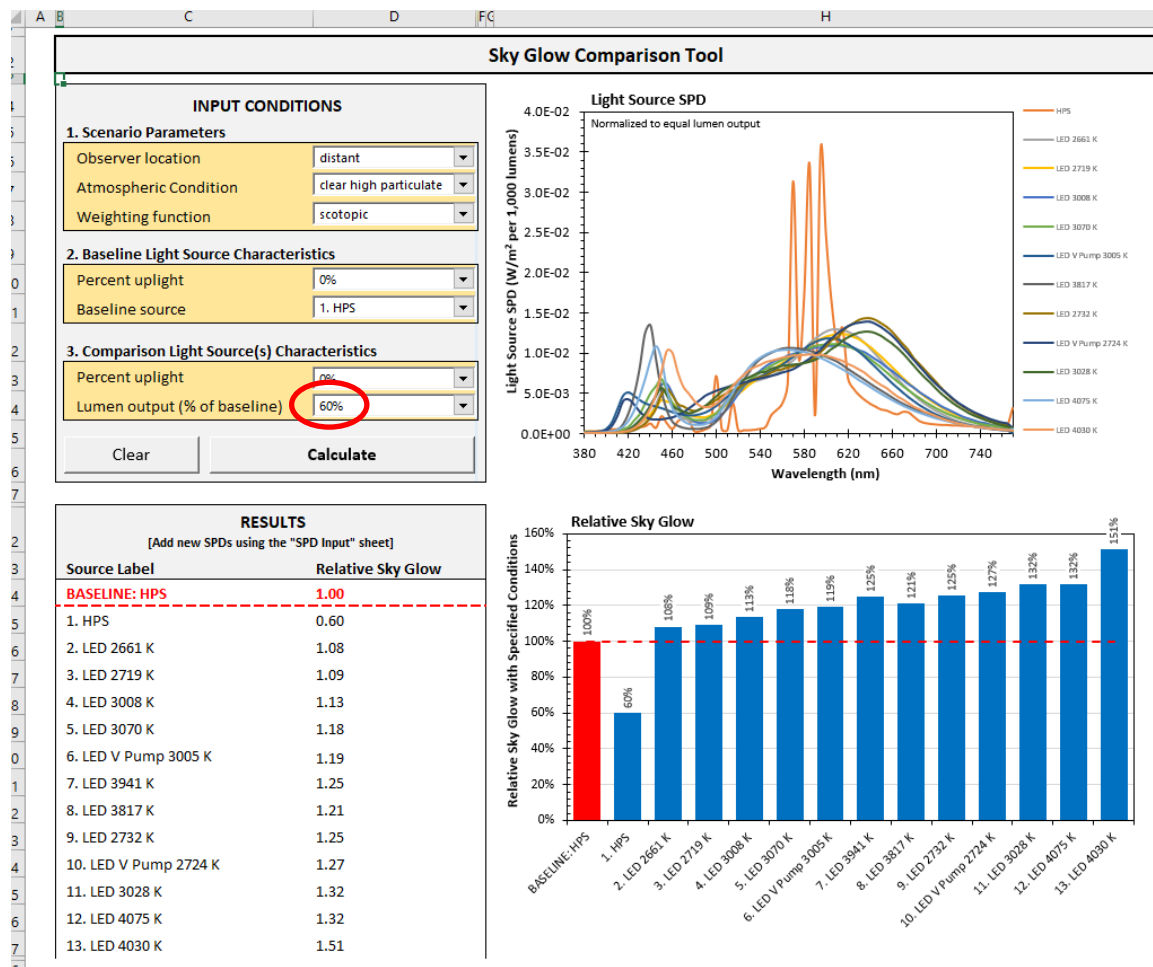 A B C D F G H
Sky Glow Comparison Tool
INPUT CONDITIONS
1. Scenario Parameters
Observer location distant
Atmospheric Condition clear high particulate
Weighting function scotopic
2. Baseline Light Source Characteristics
Percent uplight 0%
Baseline source 1. HPS
3. Comparison Light Source(s) Characteristics
Percent uplight 0%
Lumen output (% of baseline) 60%
Clear Calculate
Light Source SPD
Normalized to equal lumen output
Light Source SPD (W/m² per 1,000 lumens)
4.0E-02
3.5E-02
3.0E-02
2.5E-02
2.0E-02
1.5E-02
1.0E-02
5.0E-03
0.0E+00
380 420 460 500 540 580 620 660 700 740
Wavelength (nm)
HPS
LED 2661 K
LED 2719 K
LED 3008 K
LED 3070 K
LED V Pump 3005 K
LED 3817 K
LED 2732 K
LED V Pump 2724 K
LED 3028 K
LED 4075 K
LED 4030 K
RESULTS
[Add new SPDs using the "SPD Input" sheet]
Source Label Relative Sky Glow
BASELINE: HPS 1.00
1. HPS 0.60
2. LED 2661 K 1.08
3. LED 2719 K 1.09
4. LED 3008 K 1.13
5. LED 3070 K 1.18
6. LED V Pump 3005 K 1.19
7. LED 3941 K 1.25
8. LED 3817 K 1.21
9. LED 2732 K 1.25
10. LED V Pump 2724 K 1.27
11. LED 3028 K 1.32
12. LED 4075 K 1.32
13. LED 4030 K 1.51
Relative Sky Glow
Relative Sky Glow with Specified Conditions
160%
140%
120%
100%
80%
60%
40%
20%
0%
100% 60% 108% 109% 113% 118% 119% 125% 121% 125% 127% 132% 132% 151%
BASELINE: HPS
1. HPS
2. LED 2661 K
3. LED 2719 K
4. LED 3008 K
5. LED 3070 K
6. LED V Pump 3005 K
7. LED 3941 K
8. LED 3817 K
9. LED 2732 K
10. LED V Pump 2724 K
11. LED 3028 K
12. LED 4075 K
13. LED 4030 K